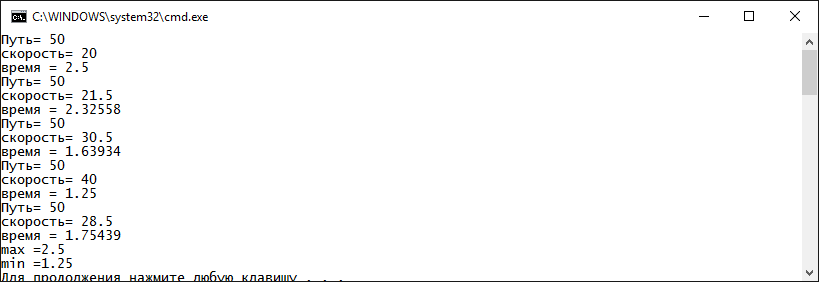 C:\WINDOWS\system32\cmd.exe
Путь= 50
скорость= 20
время = 2.5
Путь= 50
скорость= 21.5
время = 2.32558
Путь= 50
скорость= 30.5
время = 1.63934
Путь= 50
скорость= 40
время = 1.25
Путь= 50
скорость= 28.5
время = 1.75439
max =2.5
min =1.25
Для продолжения нажмите любую клавишу . . .